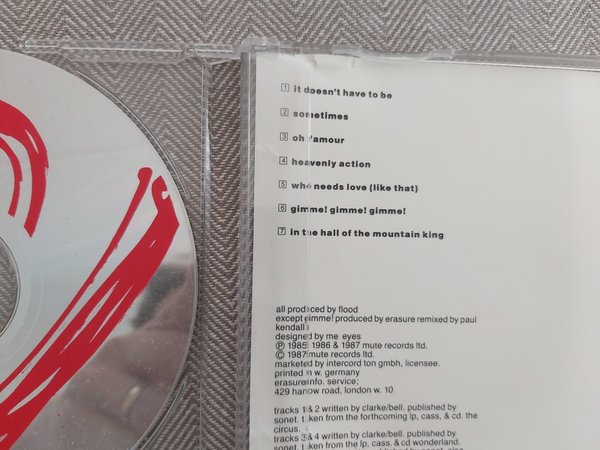 1 it doesn't have to be
2 sometimes
3 oh l'amour
4 heavenly action
5 who needs love (like that)
6 gimme! gimme! gimme!
7 in the hall of the mountain king
all produced by flood
except gimme! produced by erasure remixed by paul
kendall
designed by me eyes
℗ 1985, 1986 & 1987 mute records ltd.
© 1987 mute records ltd.
marketed by intercord ton gmbh, licensee.
printed in w. germany
erasure info. service;
429 harrow road, london w. 10
tracks 1 & 2 written by clarke/bell. published by
sonet. taken from the forthcoming lp, cass, & cd. the
circus.
tracks 3 & 4 written by clarke/bell. published by
sonet. taken from the lp, cass. & cd wonderland.